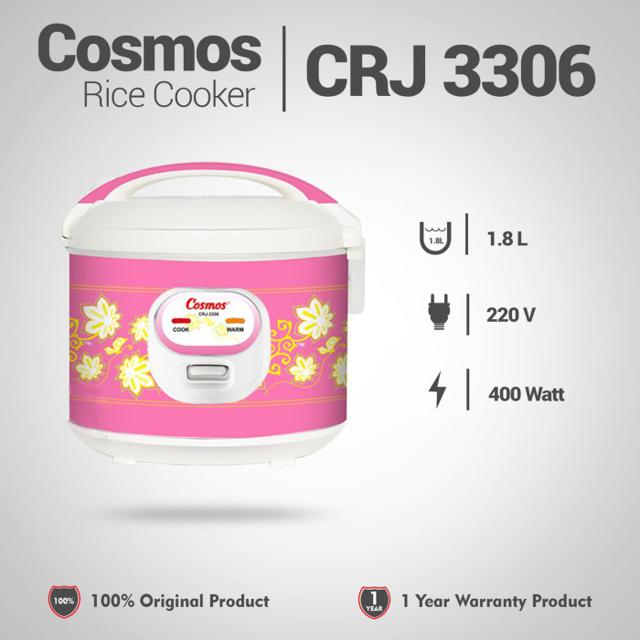 Cosmos
Rice Cooker
CRJ 3306
1.8L
1.8 L
Cosmos
CRJ-3306
COOK
WARM
220 V
400 Watt
100%
100% Original Product
1
YEAR
1 Year Warranty Product